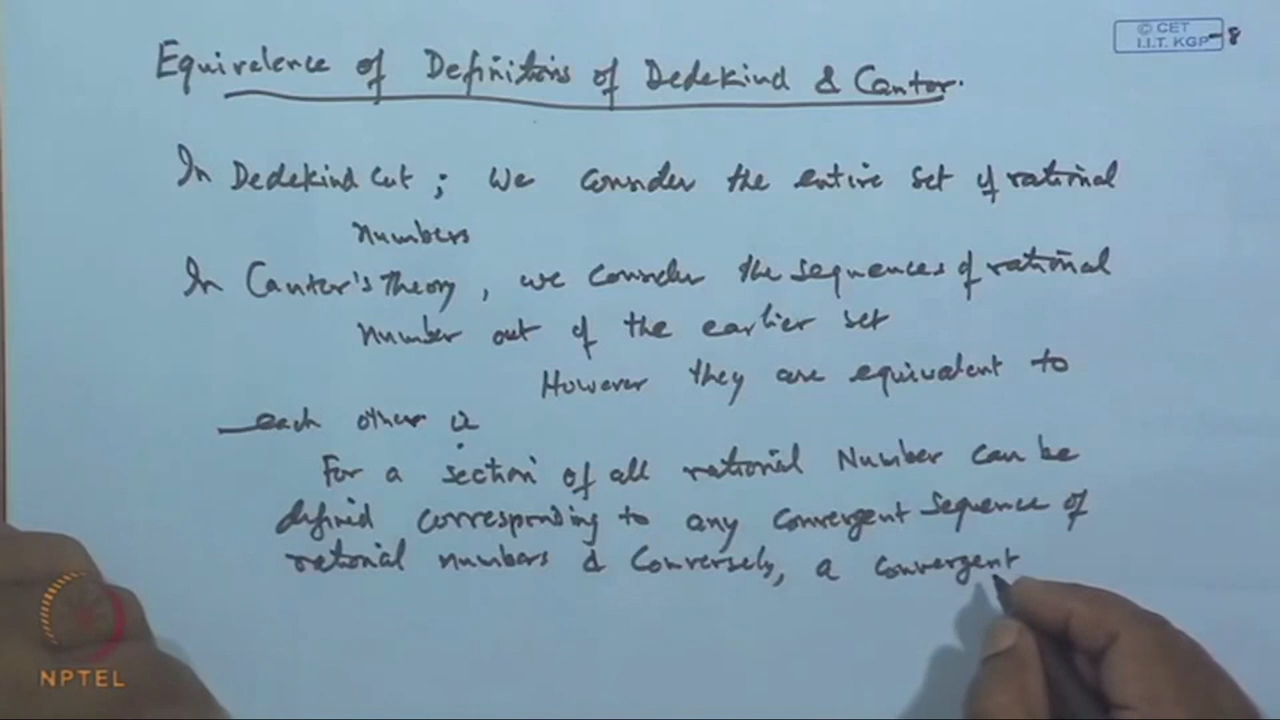 © CET
I.I.T. KGP -8
Equivalence of Definitions of Dedekind & Cantor.
In Dedekind Cut ; we consider the entire set of rational
numbers
In Cantor's theory , we consider the sequences of rational
number out of the earlier set
However they are equivalent to
each other ie
For a section of all rational Number can be
defined corresponding to any convergent sequence of
rational numbers & Conversely, a convergent
NPTEL